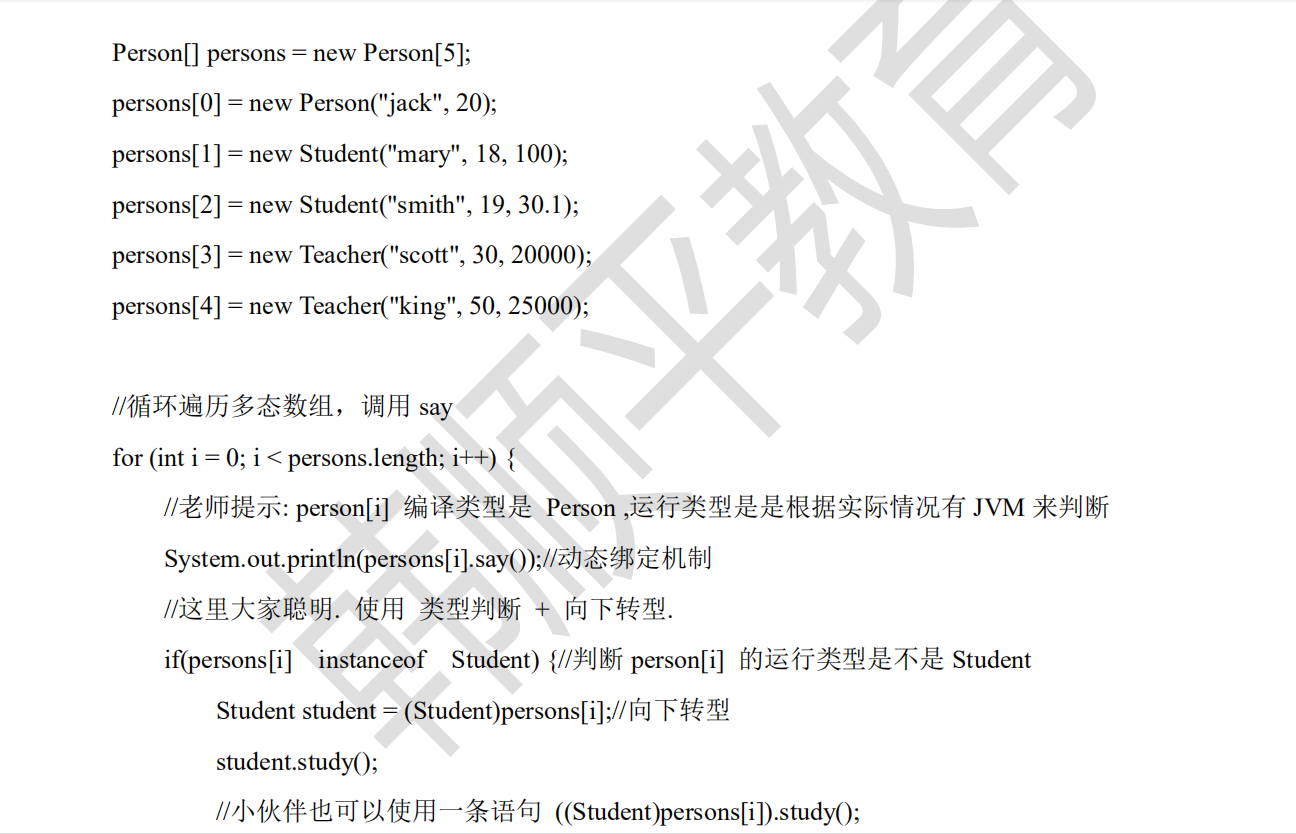 Person[] persons = new Person[5];
persons[0] = new Person("jack", 20);
persons[1] = new Student("mary", 18, 100);
persons[2] = new Student("smith", 19, 30.1);
persons[3] = new Teacher("scott", 30, 20000);
persons[4] = new Teacher("king", 50, 25000);
//循环遍历多态数组，调用 say
for (int i = 0; i < persons.length; i++) {
//老师提示: person[i] 编译类型是 Person ,运行类型是是根据实际情况有 JVM 来判断
System.out.println(persons[i].say());//动态绑定机制
//这里大家聪明. 使用 类型判断 + 向下转型.
if(persons[i] instanceof Student) {//判断 person[i] 的运行类型是不是 Student
Student student = (Student)persons[i];//向下转型
student.study();
//小伙伴也可以使用一条语句 ((Student)persons[i]).study();
韩顺平教育